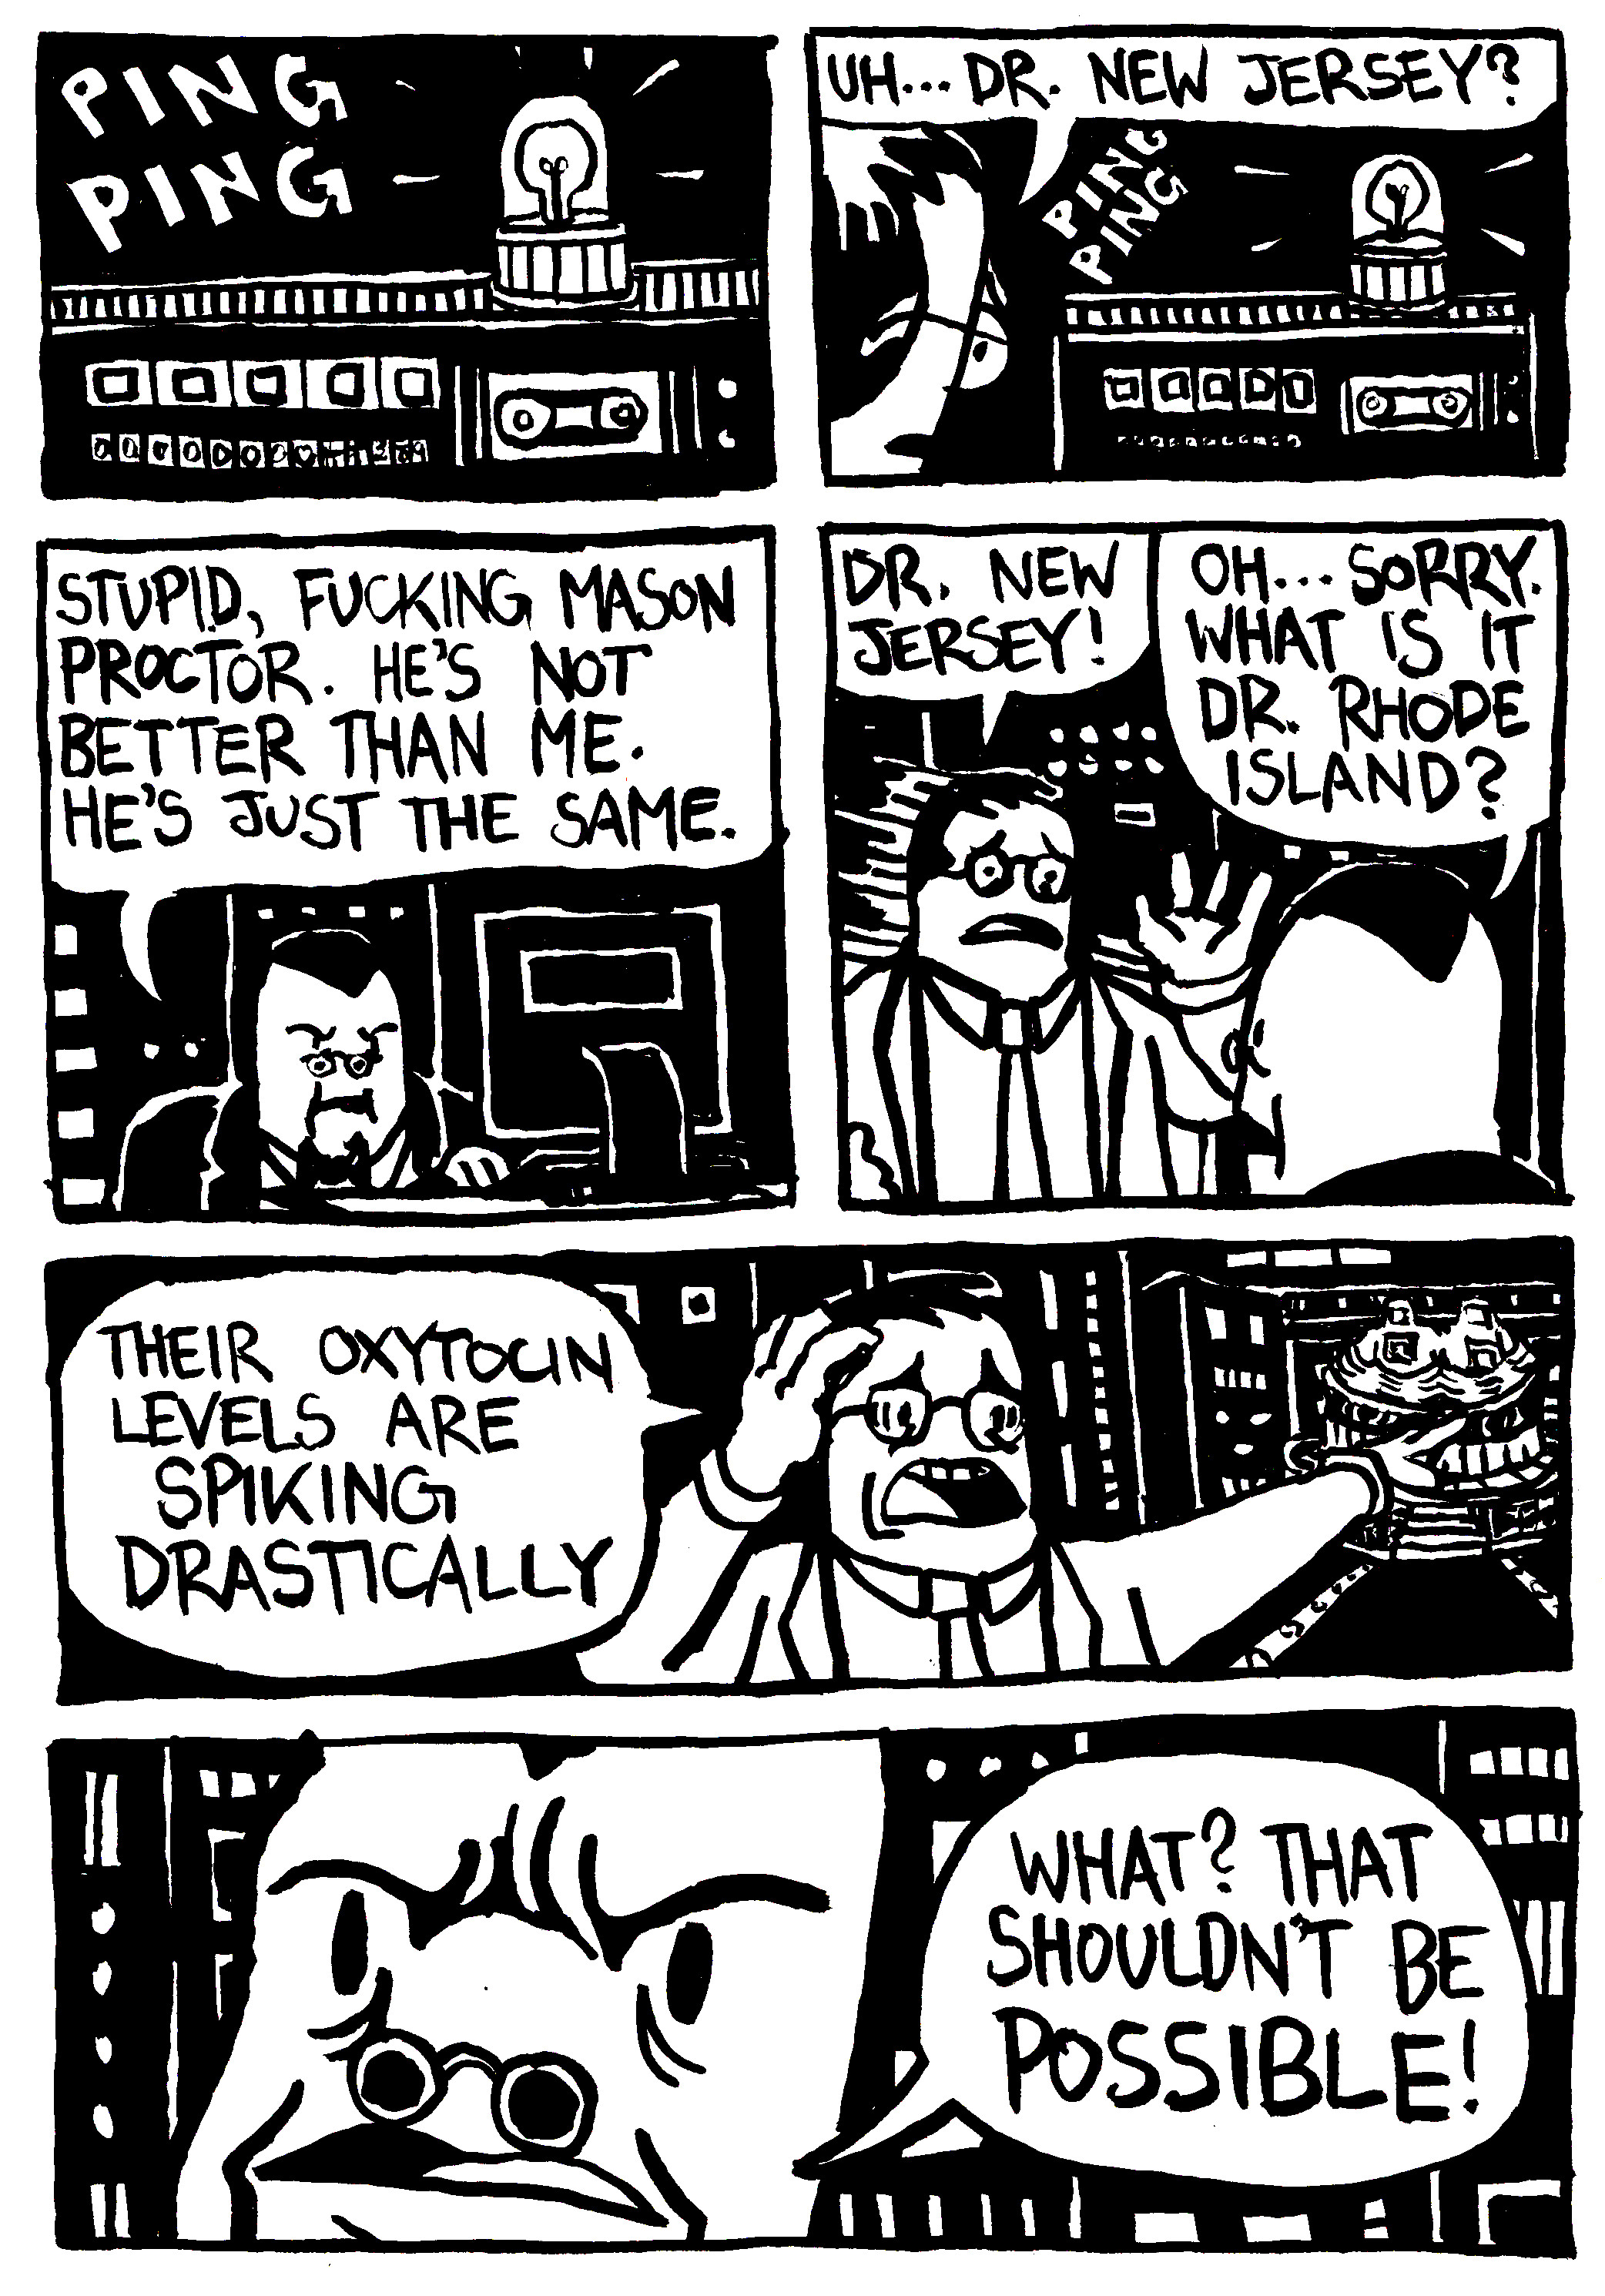 PING
PING
UH... DR. NEW JERSEY?
PING
PING
STUPID, FUCKING MASON
PROCTOR. HE'S NOT
BETTER THAN ME.
HE'S JUST THE SAME.
DR. NEW
JERSEY!
OH... SORRY.
WHAT IS IT
DR. RHODE
ISLAND?
THEIR OXYTOCIN
LEVELS ARE
SPIKING
DRASTICALLY
WHAT? THAT
SHOULDN'T BE
POSSIBLE!